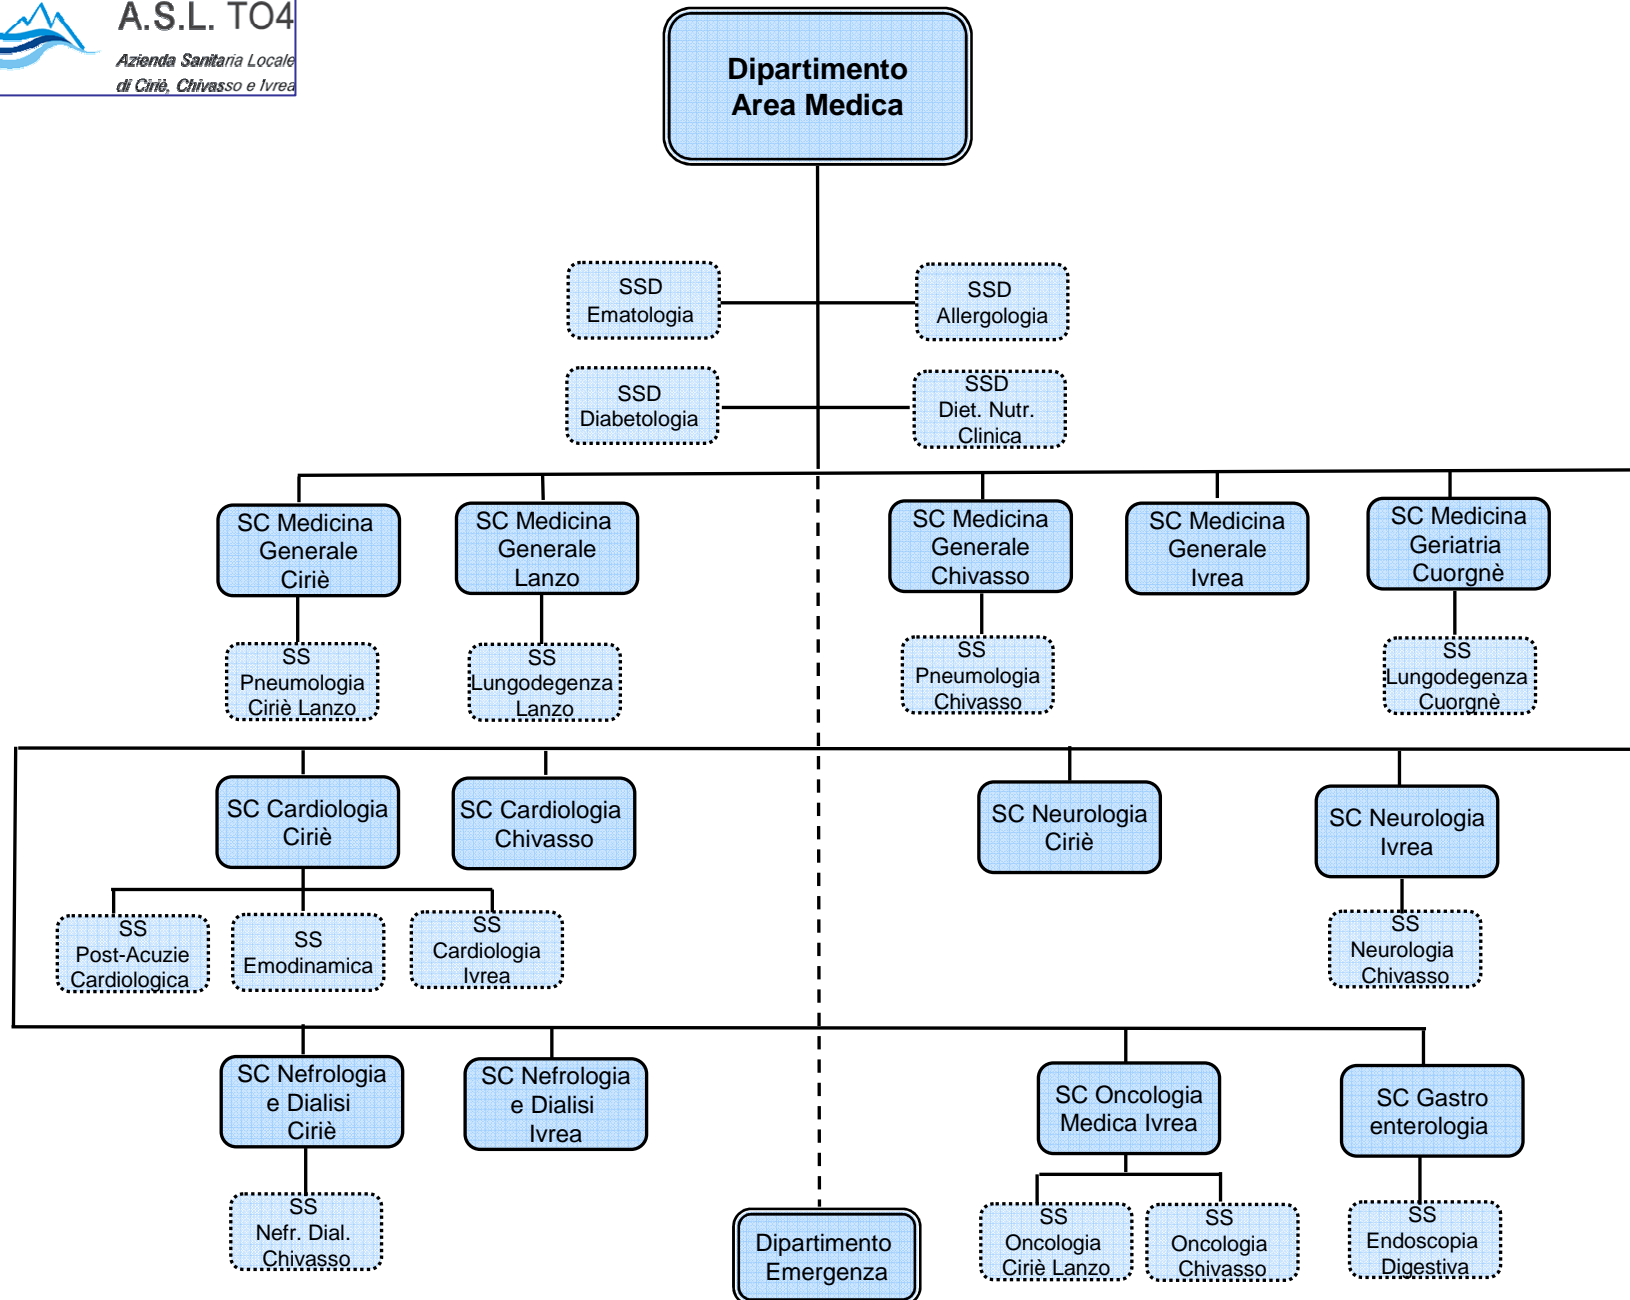 A.S.L. TO4
Azienda Sanitaria Locale
di Ciriè, Chivasso e Ivrea
Dipartimento
Area Medica
SSD
Ematologia
SSD
Allergologia
SSD
Diabetologia
SSD
Diet. Nutr.
Clinica
SC Medicina
Generale
Ciriè
SC Medicina
Generale
Lanzo
SC Medicina
Generale
Chivasso
SC Medicina
Generale
Ivrea
SC Medicina
Geriatria
Cuorgnè
SS
Pneumologia
Ciriè Lanzo
SS
Lungodegenza
Lanzo
SS
Pneumologia
Chivasso
SS
Lungodegenza
Cuorgnè
SC Cardiologia
Ciriè
SC Cardiologia
Chivasso
SC Neurologia
Ciriè
SC Neurologia
Ivrea
SS
Post-Acuzie
Cardiologica
SS
Emodinamica
SS
Cardiologia
Ivrea
SS
Neurologia
Chivasso
SC Nefrologia
e Dialisi
Ciriè
SC Nefrologia
e Dialisi
Ivrea
SC Oncologia
Medica Ivrea
SC Gastro
enterologia
SS
Nefr. Dial.
Chivasso
Dipartimento
Emergenza
SS
Oncologia
Ciriè Lanzo
SS
Oncologia
Chivasso
SS
Endoscopia
Digestiva